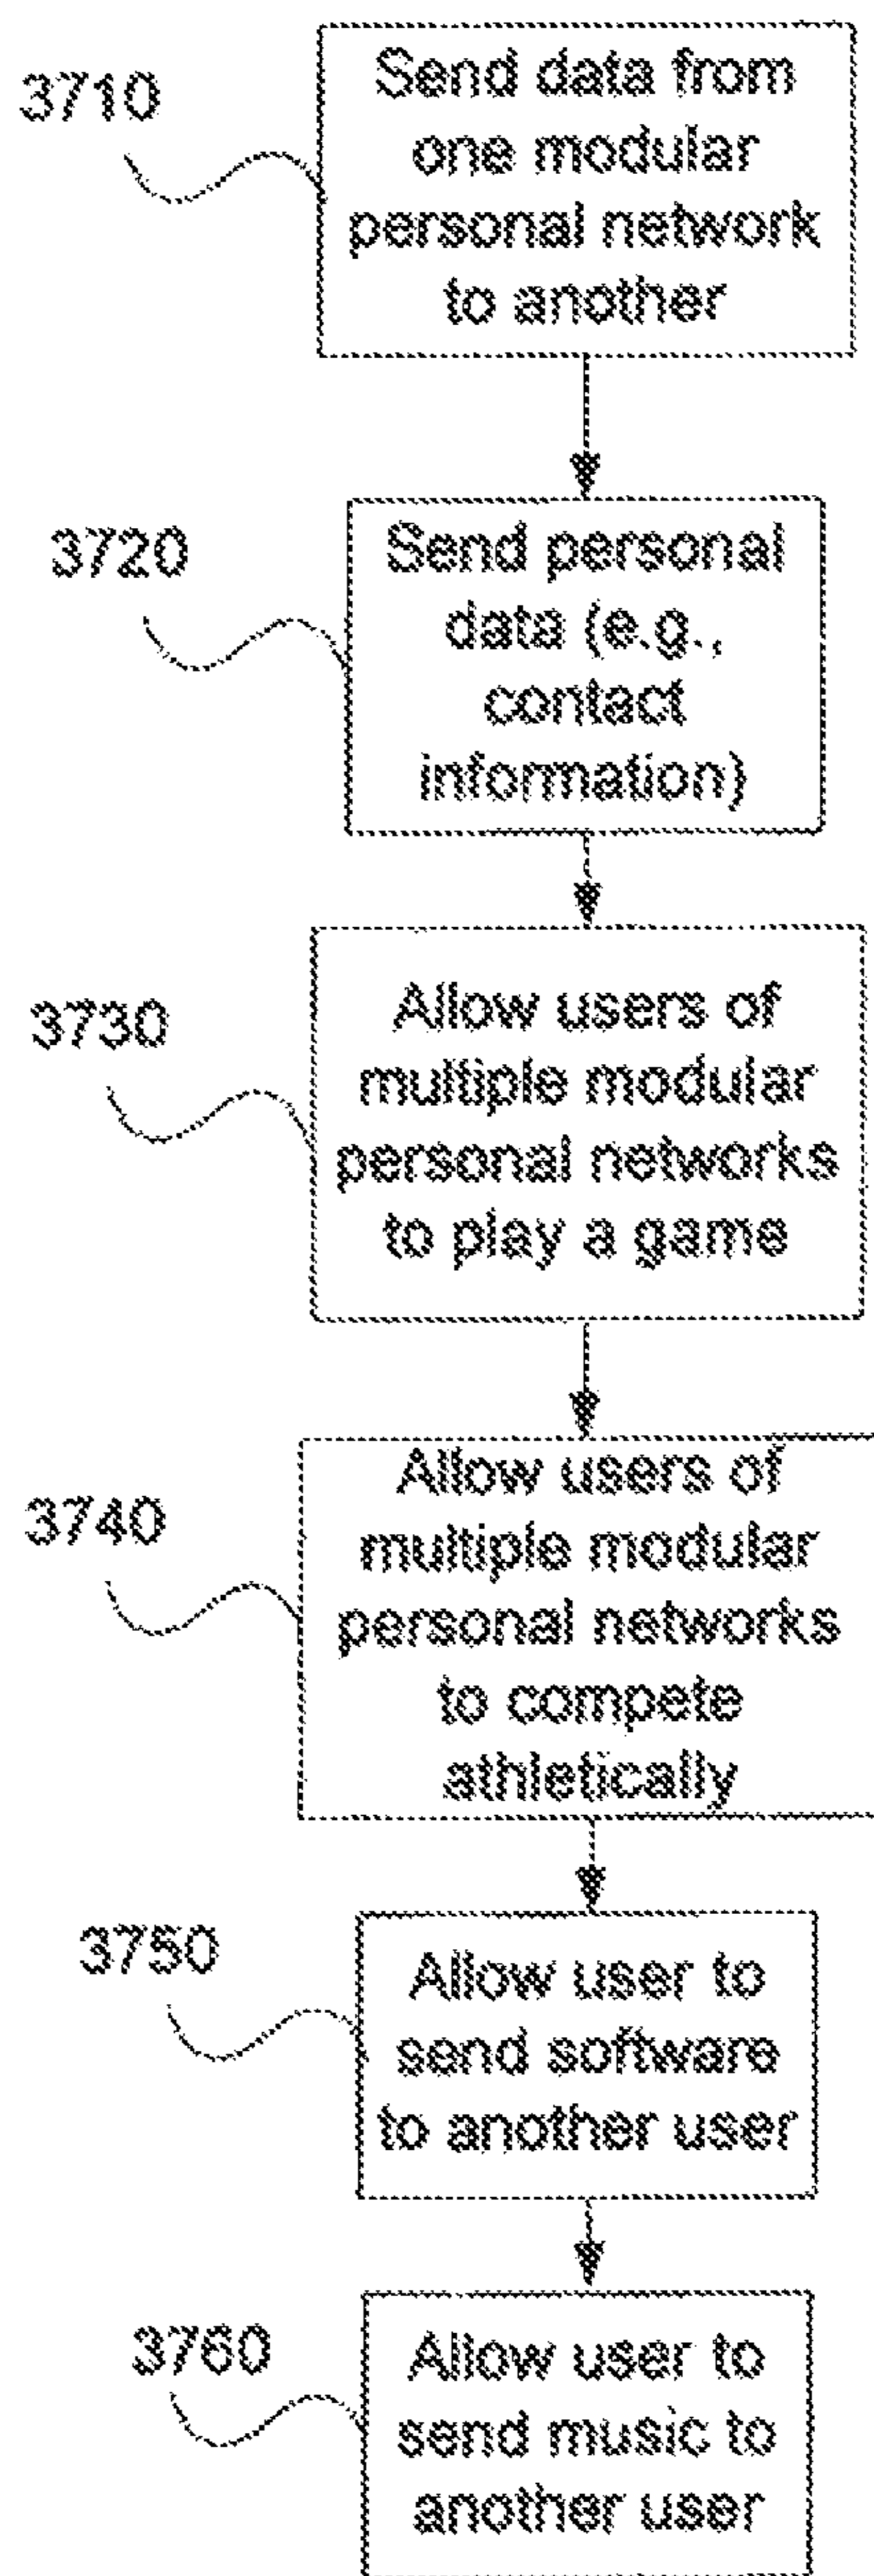 3710
Send data from
one modular
personal network
to another
3720
Send personal
data (e.g.,
contact
information)
3730
Allow users of
multiple modular
personal networks
to play a game
3740
Allow users of
multiple modular
personal networks
to compete
athletically
3750
Allow user to
send software
to another user
3760
Allow user to
send music to
another user